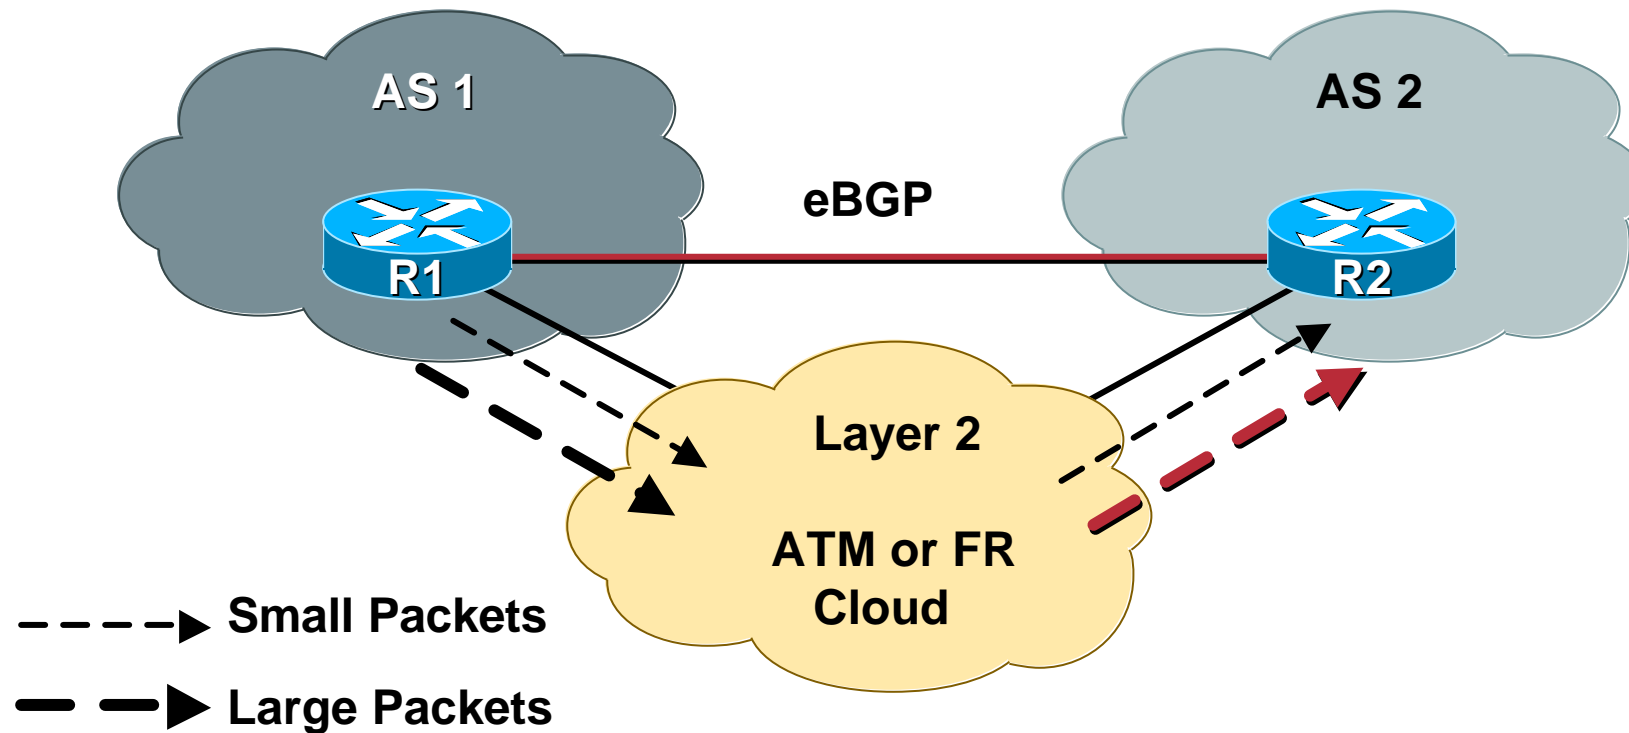 AS 1
AS 2
eBGP
R1
R2
Layer 2
ATM or FR
Cloud
Small Packets
Large Packets